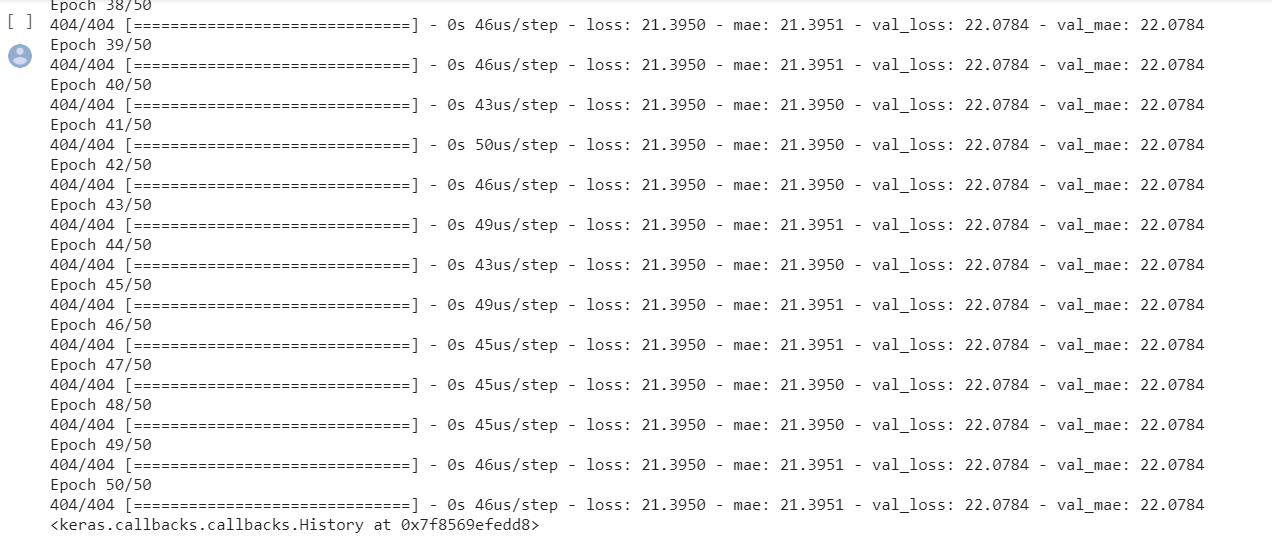 Epoch 38/50
[ ] 404/404 [==============================] - 0s 46us/step - loss: 21.3950 - mae: 21.3951 - val_loss: 22.0784 - val_mae: 22.0784
Epoch 39/50
404/404 [==============================] - 0s 46us/step - loss: 21.3950 - mae: 21.3951 - val_loss: 22.0784 - val_mae: 22.0784
Epoch 40/50
404/404 [==============================] - 0s 43us/step - loss: 21.3950 - mae: 21.3950 - val_loss: 22.0784 - val_mae: 22.0784
Epoch 41/50
404/404 [==============================] - 0s 50us/step - loss: 21.3950 - mae: 21.3950 - val_loss: 22.0784 - val_mae: 22.0784
Epoch 42/50
404/404 [==============================] - 0s 46us/step - loss: 21.3950 - mae: 21.3950 - val_loss: 22.0784 - val_mae: 22.0784
Epoch 43/50
404/404 [==============================] - 0s 49us/step - loss: 21.3950 - mae: 21.3951 - val_loss: 22.0784 - val_mae: 22.0784
Epoch 44/50
404/404 [==============================] - 0s 43us/step - loss: 21.3950 - mae: 21.3950 - val_loss: 22.0784 - val_mae: 22.0784
Epoch 45/50
404/404 [==============================] - 0s 49us/step - loss: 21.3950 - mae: 21.3951 - val_loss: 22.0784 - val_mae: 22.0784
Epoch 46/50
404/404 [==============================] - 0s 45us/step - loss: 21.3950 - mae: 21.3951 - val_loss: 22.0784 - val_mae: 22.0784
Epoch 47/50
404/404 [==============================] - 0s 45us/step - loss: 21.3950 - mae: 21.3950 - val_loss: 22.0784 - val_mae: 22.0784
Epoch 48/50
404/404 [==============================] - 0s 45us/step - loss: 21.3950 - mae: 21.3951 - val_loss: 22.0784 - val_mae: 22.0784
Epoch 49/50
404/404 [==============================] - 0s 46us/step - loss: 21.3950 - mae: 21.3951 - val_loss: 22.0784 - val_mae: 22.0784
Epoch 50/50
404/404 [==============================] - 0s 46us/step - loss: 21.3950 - mae: 21.3951 - val_loss: 22.0784 - val_mae: 22.0784
<keras.callbacks.callbacks.History at 0x7f8569efedd8>